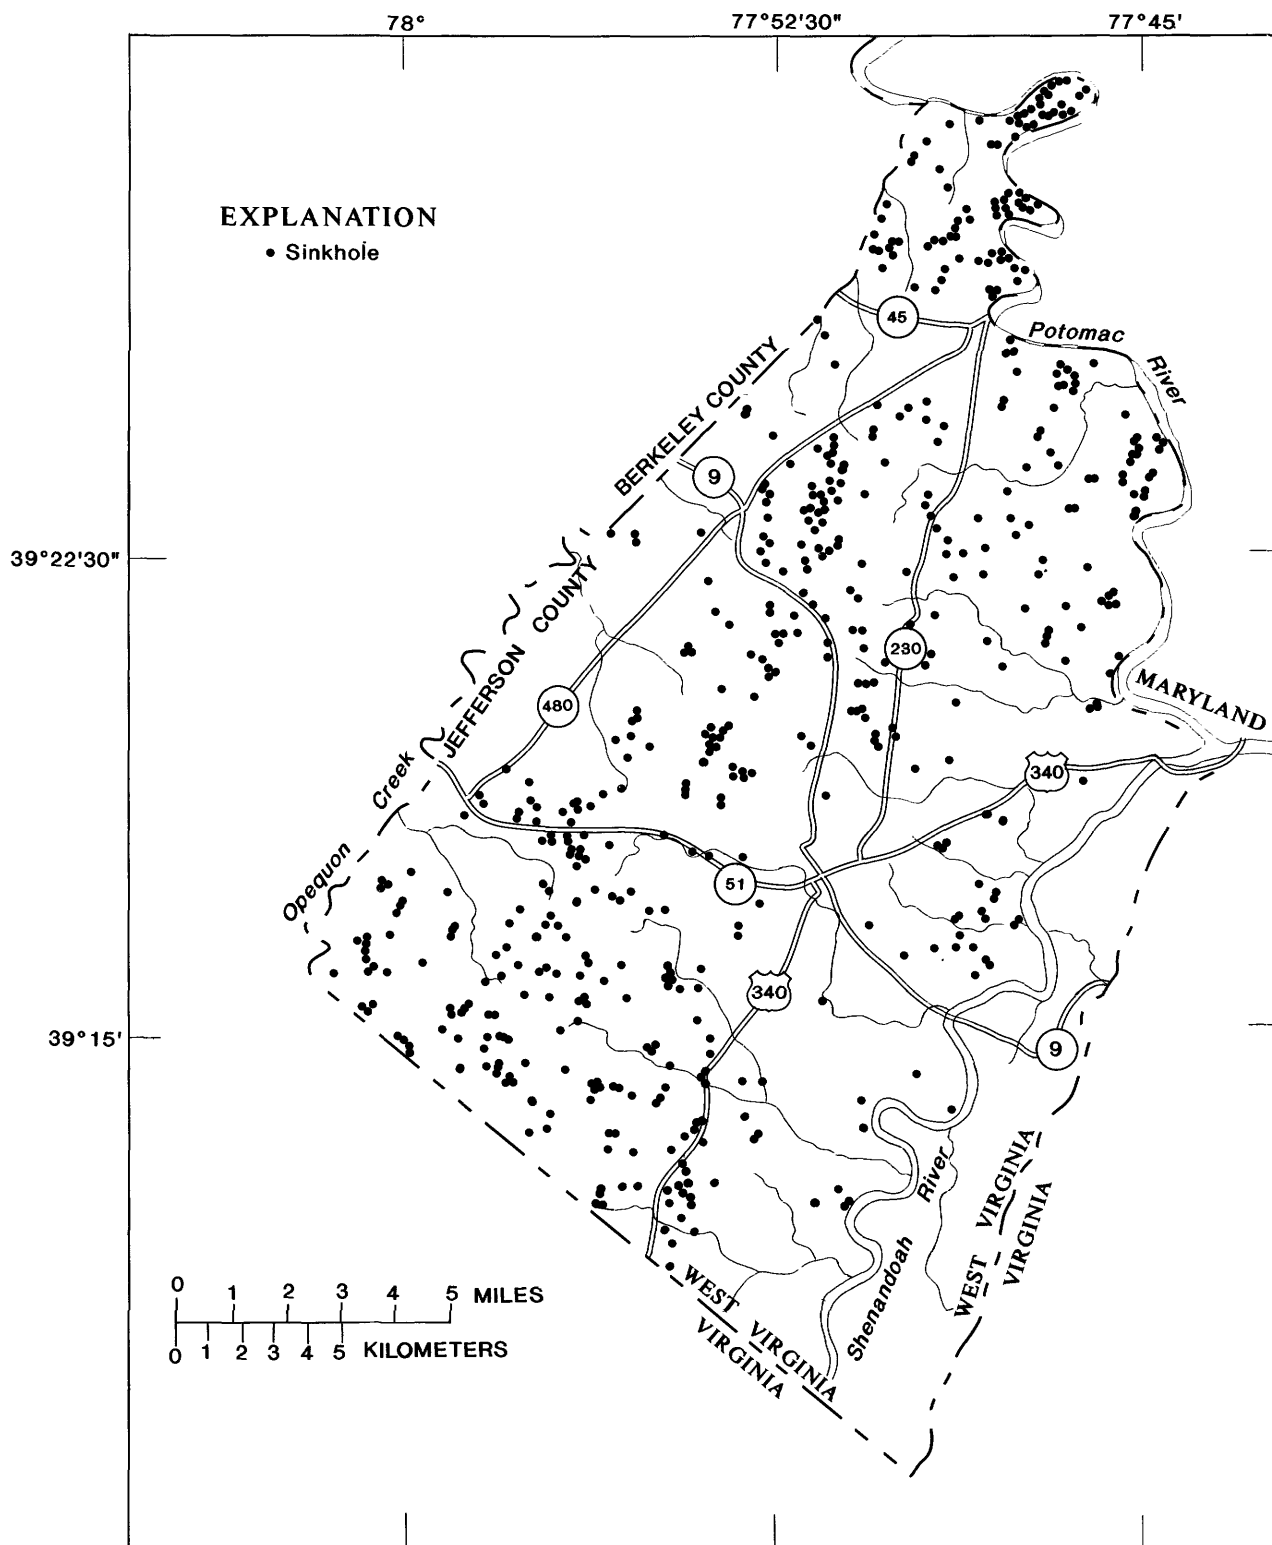 78° 77°52'30" 77°45'
EXPLANATION
Sinkhole
45
Potomac
River
BERKELEY COUNTY
9
39°22'30"
JEFFERSON COUNTY
230
480
MARYLAND
340
Opequon Creek
51
340
39°15'
9
River
Shenandoah
WEST VIRGINIA
VIRGINIA
WEST VIRGINIA
VIRGINIA
0 1 2 3 4 5 MILES
0 1 2 3 4 5 KILOMETERS